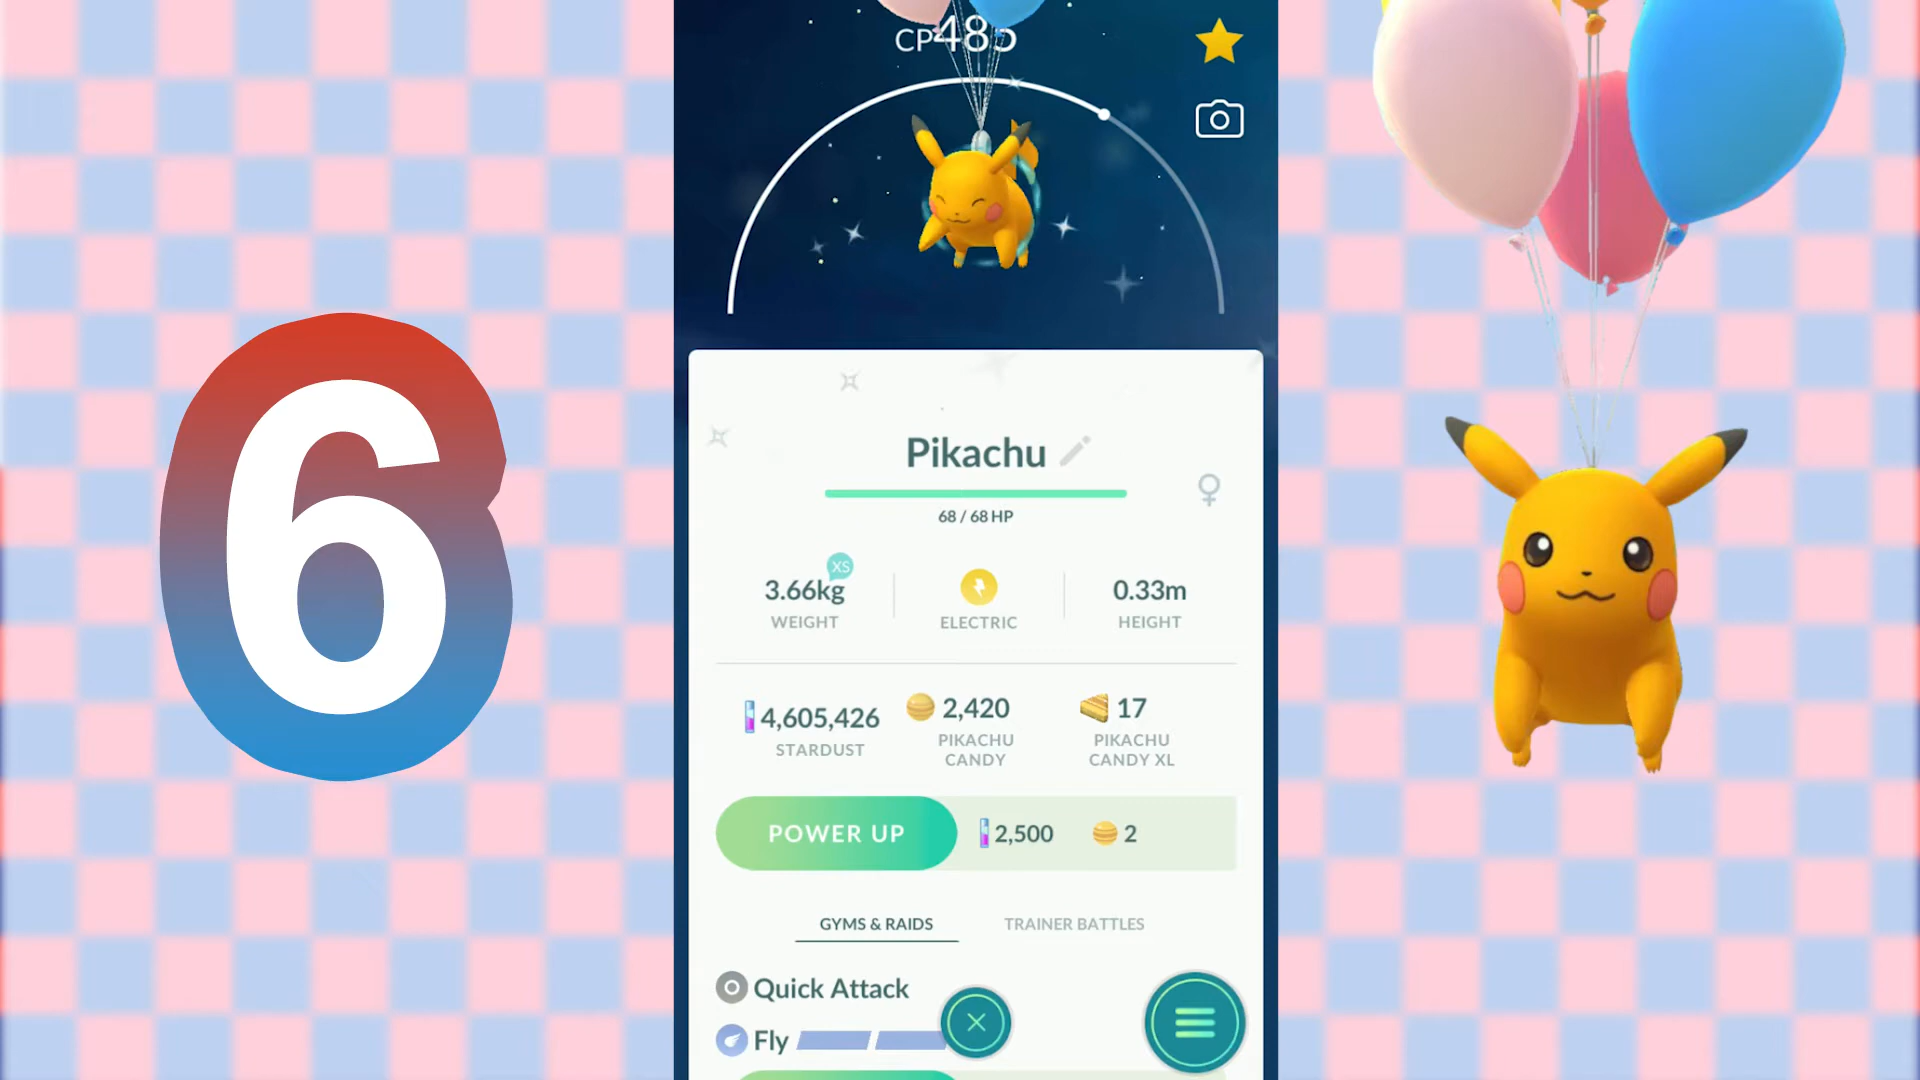 6
CP485
Pikachu
68 / 68 HP
XS
3.66kg
WEIGHT
ELECTRIC
0.33m
HEIGHT
4,605,426
STARDUST
2,420
PIKACHU
CANDY
17
PIKACHU
CANDY XL
POWER UP
2,500
2
GYMS & RAIDS
TRAINER BATTLES
Quick Attack
Fly